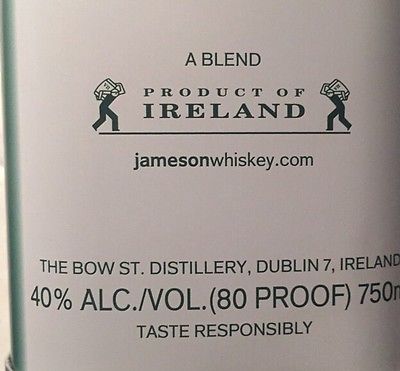 A BLEND
PRODUCT OF
IRELAND
jamesonwhiskey.com
THE BOW ST. DISTILLERY, DUBLIN 7, IRELAND
40% ALC./VOL.(80 PROOF) 750m
TASTE RESPONSIBLY